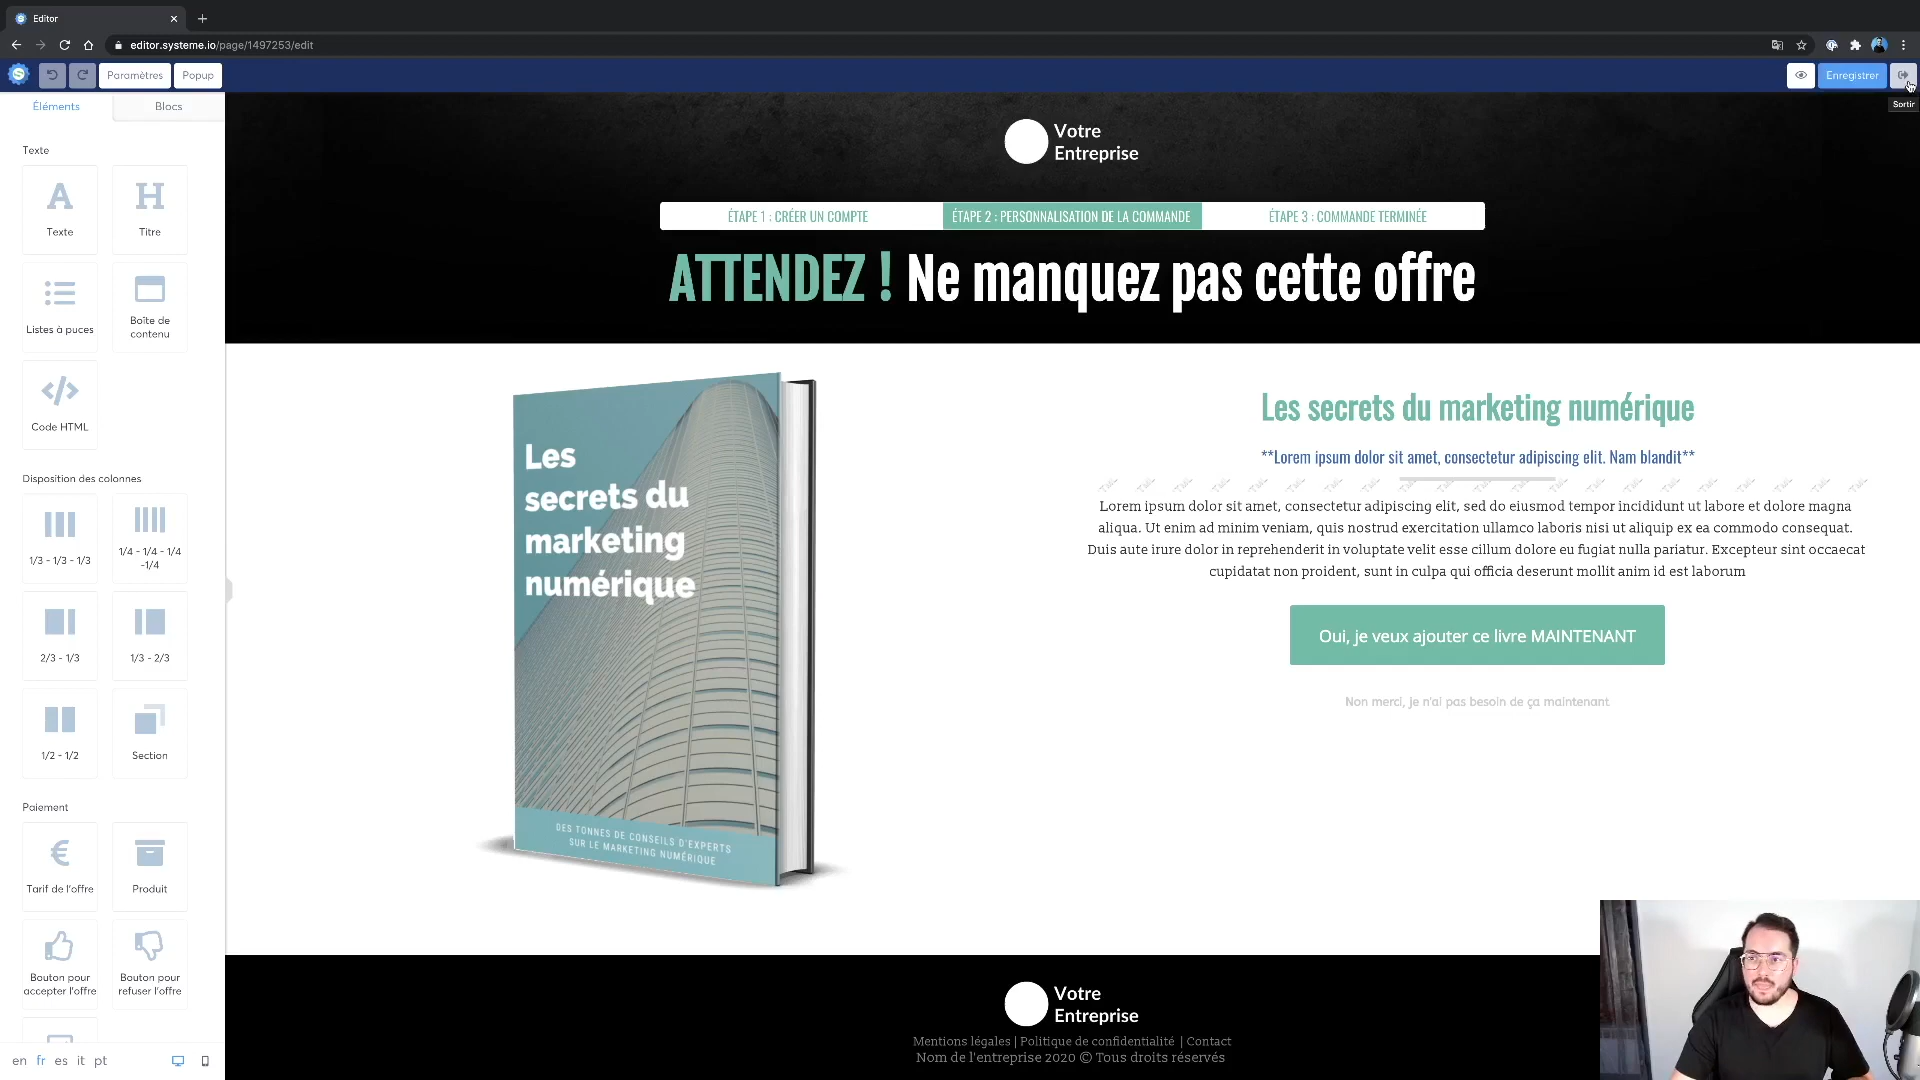 Editor
editor.systeme.io/page/1497253/edit
Paramètres
Popup
Enregistrer
Sortir
Éléments
Blocs
Texte
A
H
Texte
Titre
Listes à puces
Boîte de
contenu
Code HTML
Disposition des colonnes
1/3 - 1/3 - 1/3
1/4 - 1/4 - 1/4
-1/4
2/3 - 1/3
1/3 - 2/3
1/2 - 1/2
Section
Paiement
€
Tarif de l'offre
Produit
Bouton pour
accepter l'offre
Bouton pour
refuser l'offre
en fr es it pt
Votre
Entreprise
ÉTAPE 1 : CRÉER UN COMPTE
ÉTAPE 2 : PERSONNALISATION DE LA COMMANDE
ÉTAPE 3 : COMMANDE TERMINÉE
ATTENDEZ ! Ne manquez pas cette offre
Les
secrets du
marketing
numérique
DES TONNES DE CONSEILS D'EXPERTS
SUR LE MARKETING NUMÉRIQUE
Les secrets du marketing numérique
**Lorem ipsum dolor sit amet, consectetur adipiscing elit. Nam blandit**
Lorem ipsum dolor sit amet, consectetur adipiscing elit, sed do eiusmod tempor incididunt ut labore et dolore magna
aliqua. Ut enim ad minim veniam, quis nostrud exercitation ullamco laboris nisi ut aliquip ex ea commodo consequat.
Duis aute irure dolor in reprehenderit in voluptate velit esse cillum dolore eu fugiat nulla pariatur. Excepteur sint occaecat
cupidatat non proident, sunt in culpa qui officia deserunt mollit anim id est laborum
Oui, je veux ajouter ce livre MAINTENANT
Non merci, je n'ai pas besoin de ça maintenant
Votre
Entreprise
Mentions légales | Politique de confidentialité | Contact
Nom de l'entreprise 2020 © Tous droits réservés